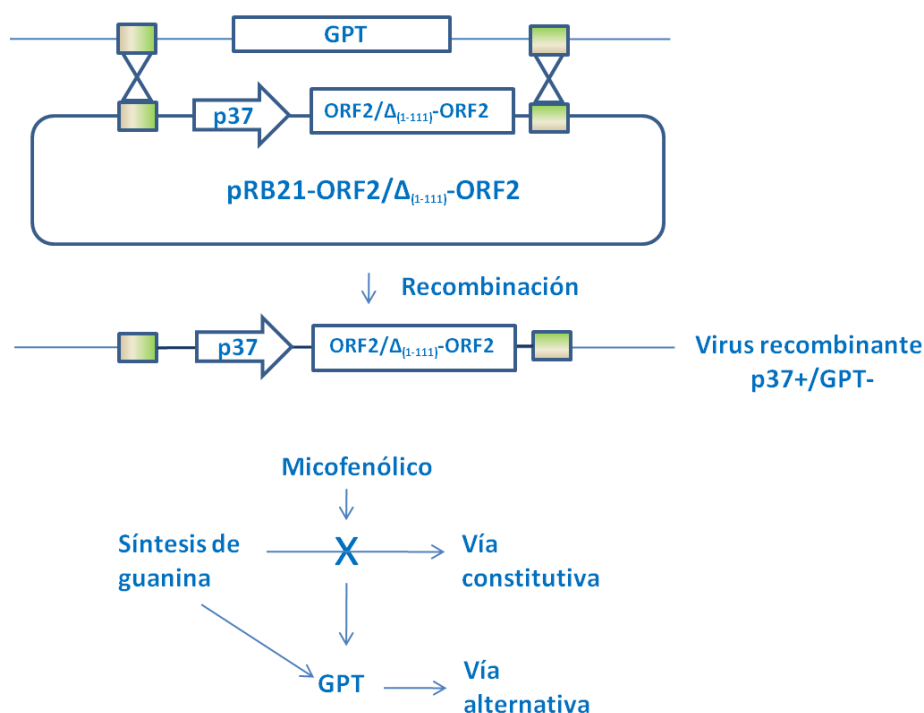 GPT
p37
ORF2/Δ(1-111)-ORF2
pRB21-ORF2/Δ(1-111)-ORF2
Recombinación
p37
ORF2/Δ(1-111)-ORF2
Virus recombinante
p37+/GPT-
Micofenólico
Síntesis de
guanina
X
Vía
constitutiva
GPT
Vía
alternativa